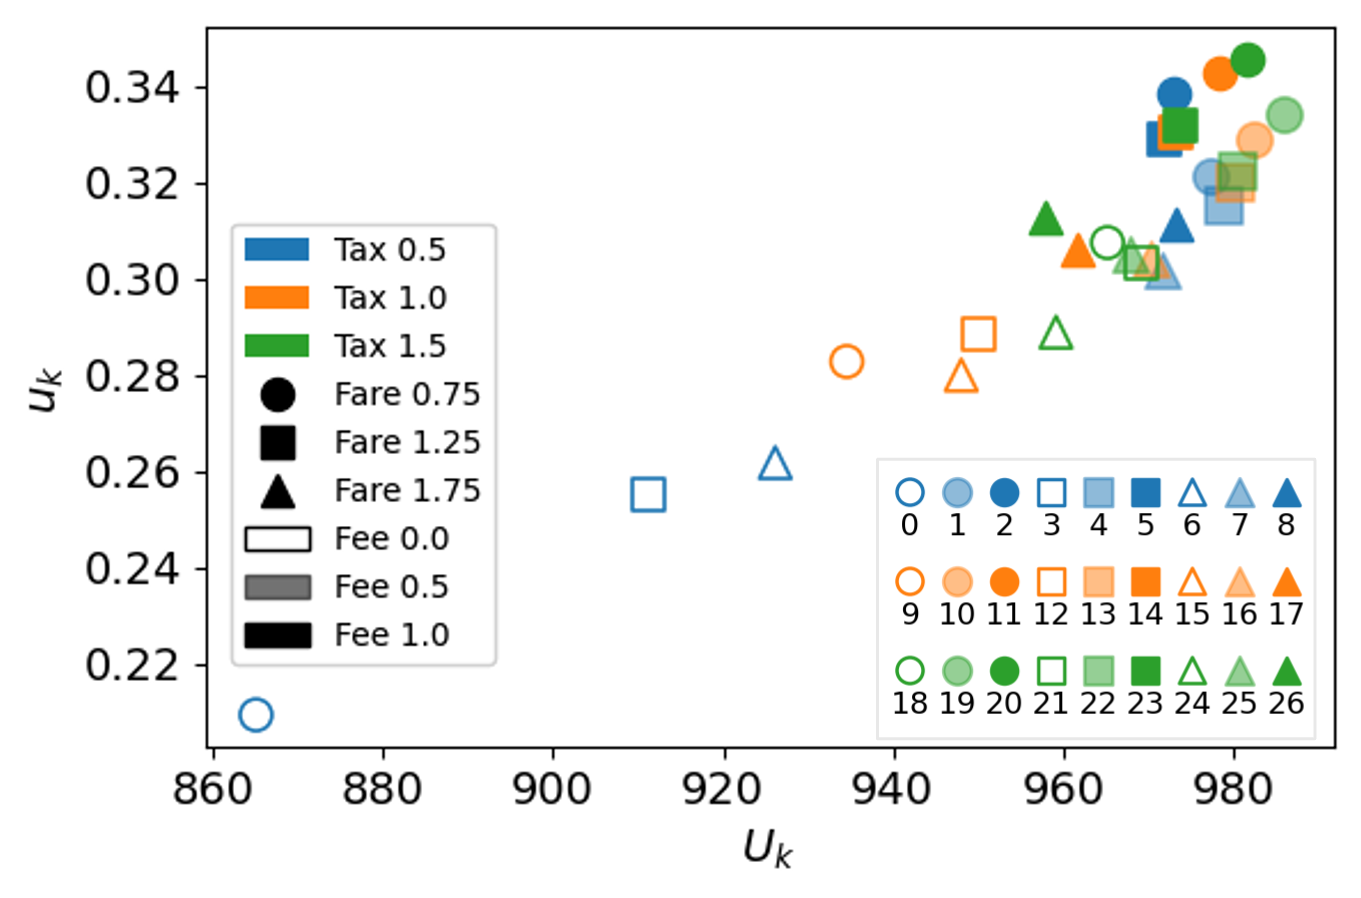 0.34
0.32
0.30
0.28
0.26
0.24
0.22
u_k
860 880 900 920 940 960 980
U_k
Tax 0.5
Tax 1.0
Tax 1.5
Fare 0.75
Fare 1.25
Fare 1.75
Fee 0.0
Fee 0.5
Fee 1.0
0 1 2 3 4 5 6 7 8
9 10 11 12 13 14 15 16 17
18 19 20 21 22 23 24 25 26